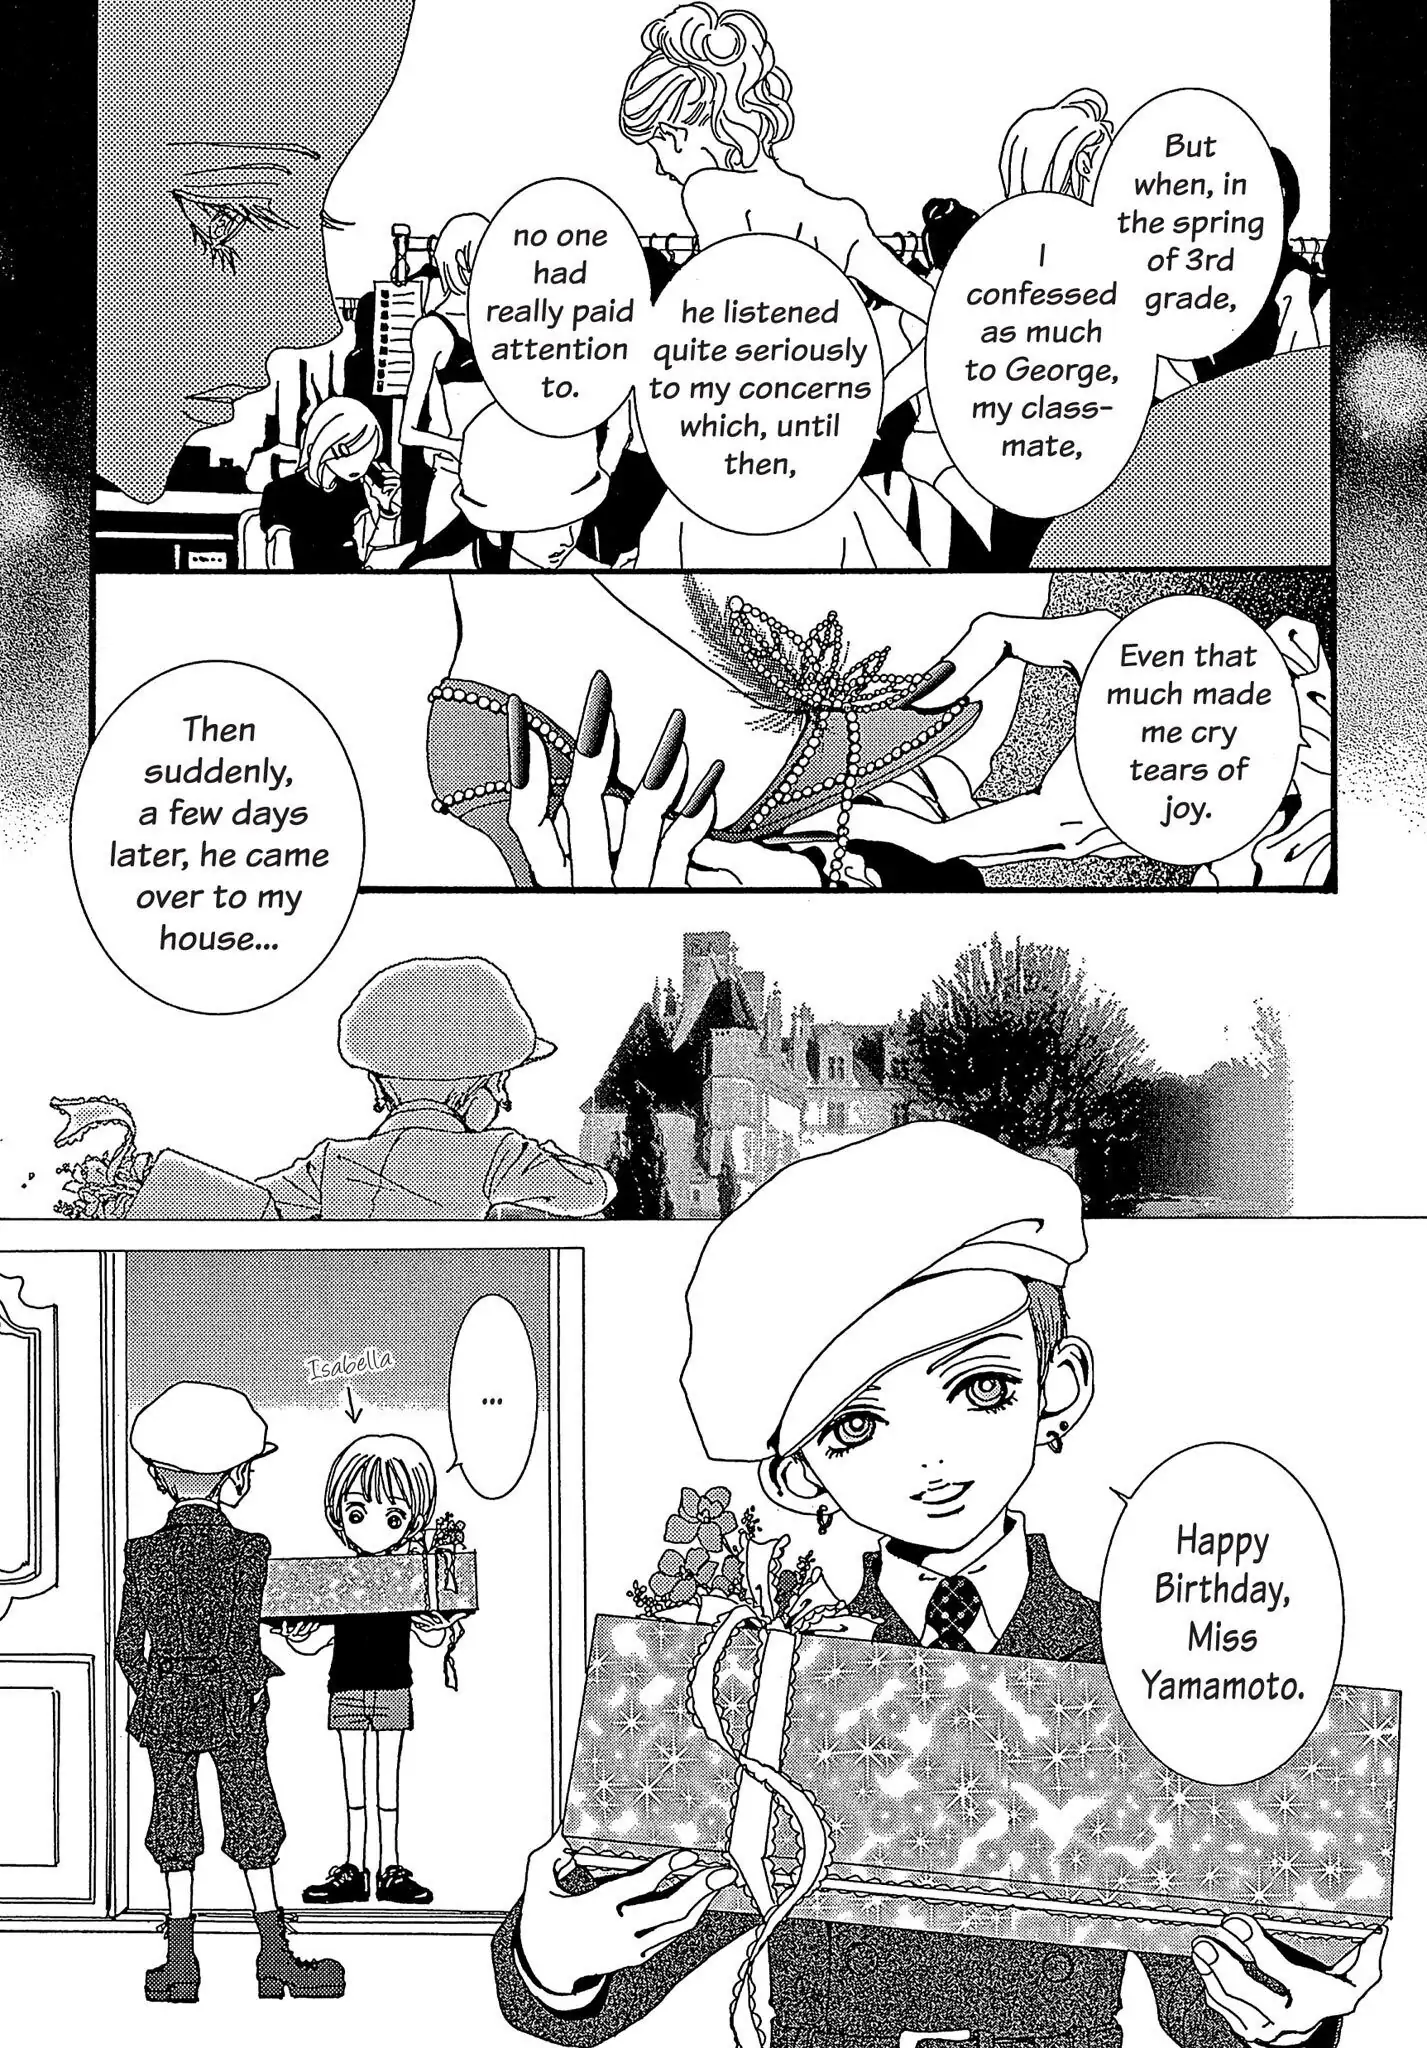 But
when, in
the spring
of 3rd
grade,
I
confessed
as much
to George,
my class-
mate,
he listened
quite seriously
to my concerns
which, until
then,
no one
had
really paid
attention
to.
Even that
much made
me cry
tears of
joy.
Then
suddenly,
a few days
later, he came
over to my
house...
Happy
Birthday,
Miss
Yamamoto.
...
Isabella